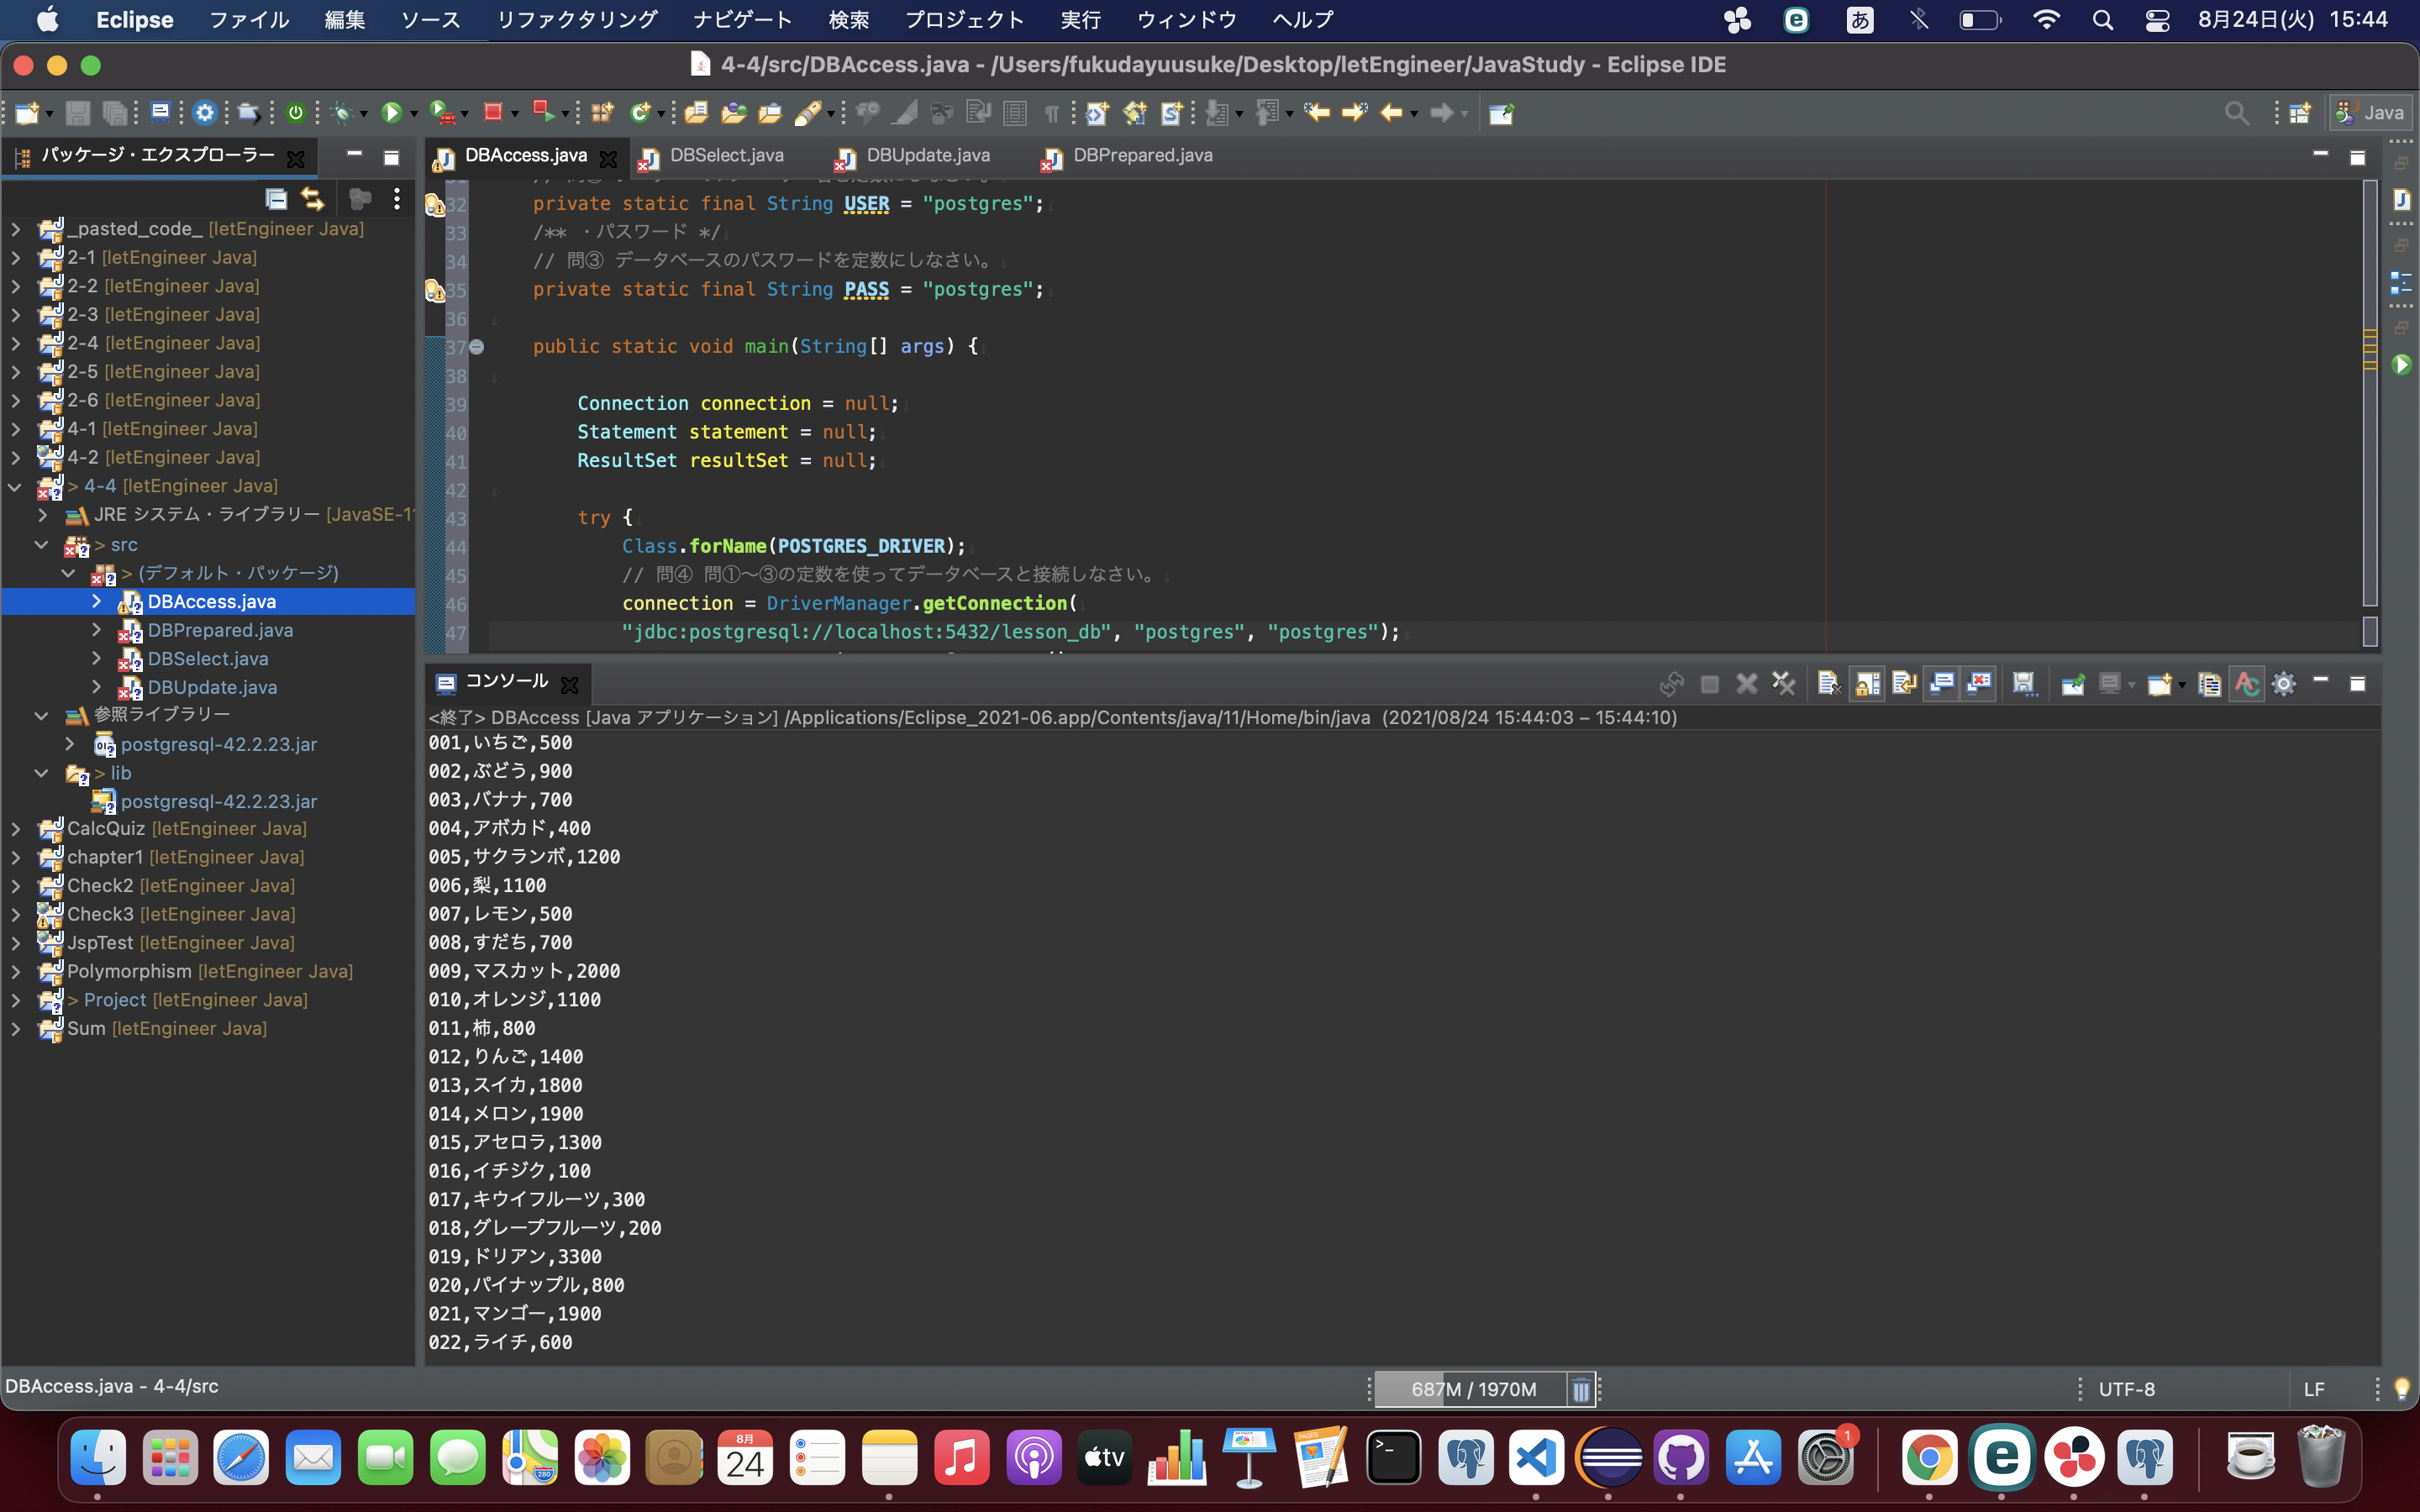 Eclipse ファイル 編集 ソース リファクタリング ナビゲート 検索 プロジェクト 実行 ウィンドウ ヘルプ e あ 8月24日(火) 15:44
4-4/src/DBAccess.java - /Users/fukudayuusuke/Desktop/letEngineer/JavaStudy - Eclipse IDE
Java
パッケージ・エクスプローラー
DBAccess.java DBSelect.java DBUpdate.java DBPrepared.java
_pasted_code_ [letEngineer Java]
2-1 [letEngineer Java]
2-2 [letEngineer Java]
2-3 [letEngineer Java]
2-4 [letEngineer Java]
2-5 [letEngineer Java]
2-6 [letEngineer Java]
4-1 [letEngineer Java]
4-2 [letEngineer Java]
> 4-4 [letEngineer Java]
JRE システム・ライブラリー [JavaSE-11
> src
> (デフォルト・パッケージ)
DBAccess.java
DBPrepared.java
DBSelect.java
DBUpdate.java
参照ライブラリー
postgresql-42.2.23.jar
> lib
postgresql-42.2.23.jar
CalcQuiz [letEngineer Java]
chapter1 [letEngineer Java]
Check2 [letEngineer Java]
Check3 [letEngineer Java]
JspTest [letEngineer Java]
Polymorphism [letEngineer Java]
> Project [letEngineer Java]
Sum [letEngineer Java]
32 private static final String USER = "postgres";
33 /** ・パスワード */
34 // 問③ データベースのパスワードを定数にしなさい。
35 private static final String PASS = "postgres";
36
37 public static void main(String[] args) {
38
39 Connection connection = null;
40 Statement statement = null;
41 ResultSet resultSet = null;
42
43 try {
44 Class.forName(POSTGRES_DRIVER);
45 // 問④ 問①〜③の定数を使ってデータベースと接続しなさい。
46 connection = DriverManager.getConnection(
47 "jdbc:postgresql://localhost:5432/lesson_db", "postgres", "postgres");
コンソール
<終了> DBAccess [Java アプリケーション] /Applications/Eclipse_2021-06.app/Contents/java/11/Home/bin/java (2021/08/24 15:44:03 – 15:44:10)
001,いちご,500
002,ぶどう,900
003,バナナ,700
004,アボカド,400
005,サクランボ,1200
006,梨,1100
007,レモン,500
008,すだち,700
009,マスカット,2000
010,オレンジ,1100
011,柿,800
012,りんご,1400
013,スイカ,1800
014,メロン,1900
015,アセロラ,1300
016,イチジク,100
017,キウイフルーツ,300
018,グレープフルーツ,200
019,ドリアン,3300
020,パイナップル,800
021,マンゴー,1900
022,ライチ,600
DBAccess.java - 4-4/src
687M / 1970M
UTF-8
LF
8月
24
280
tv
PAGES
1
e